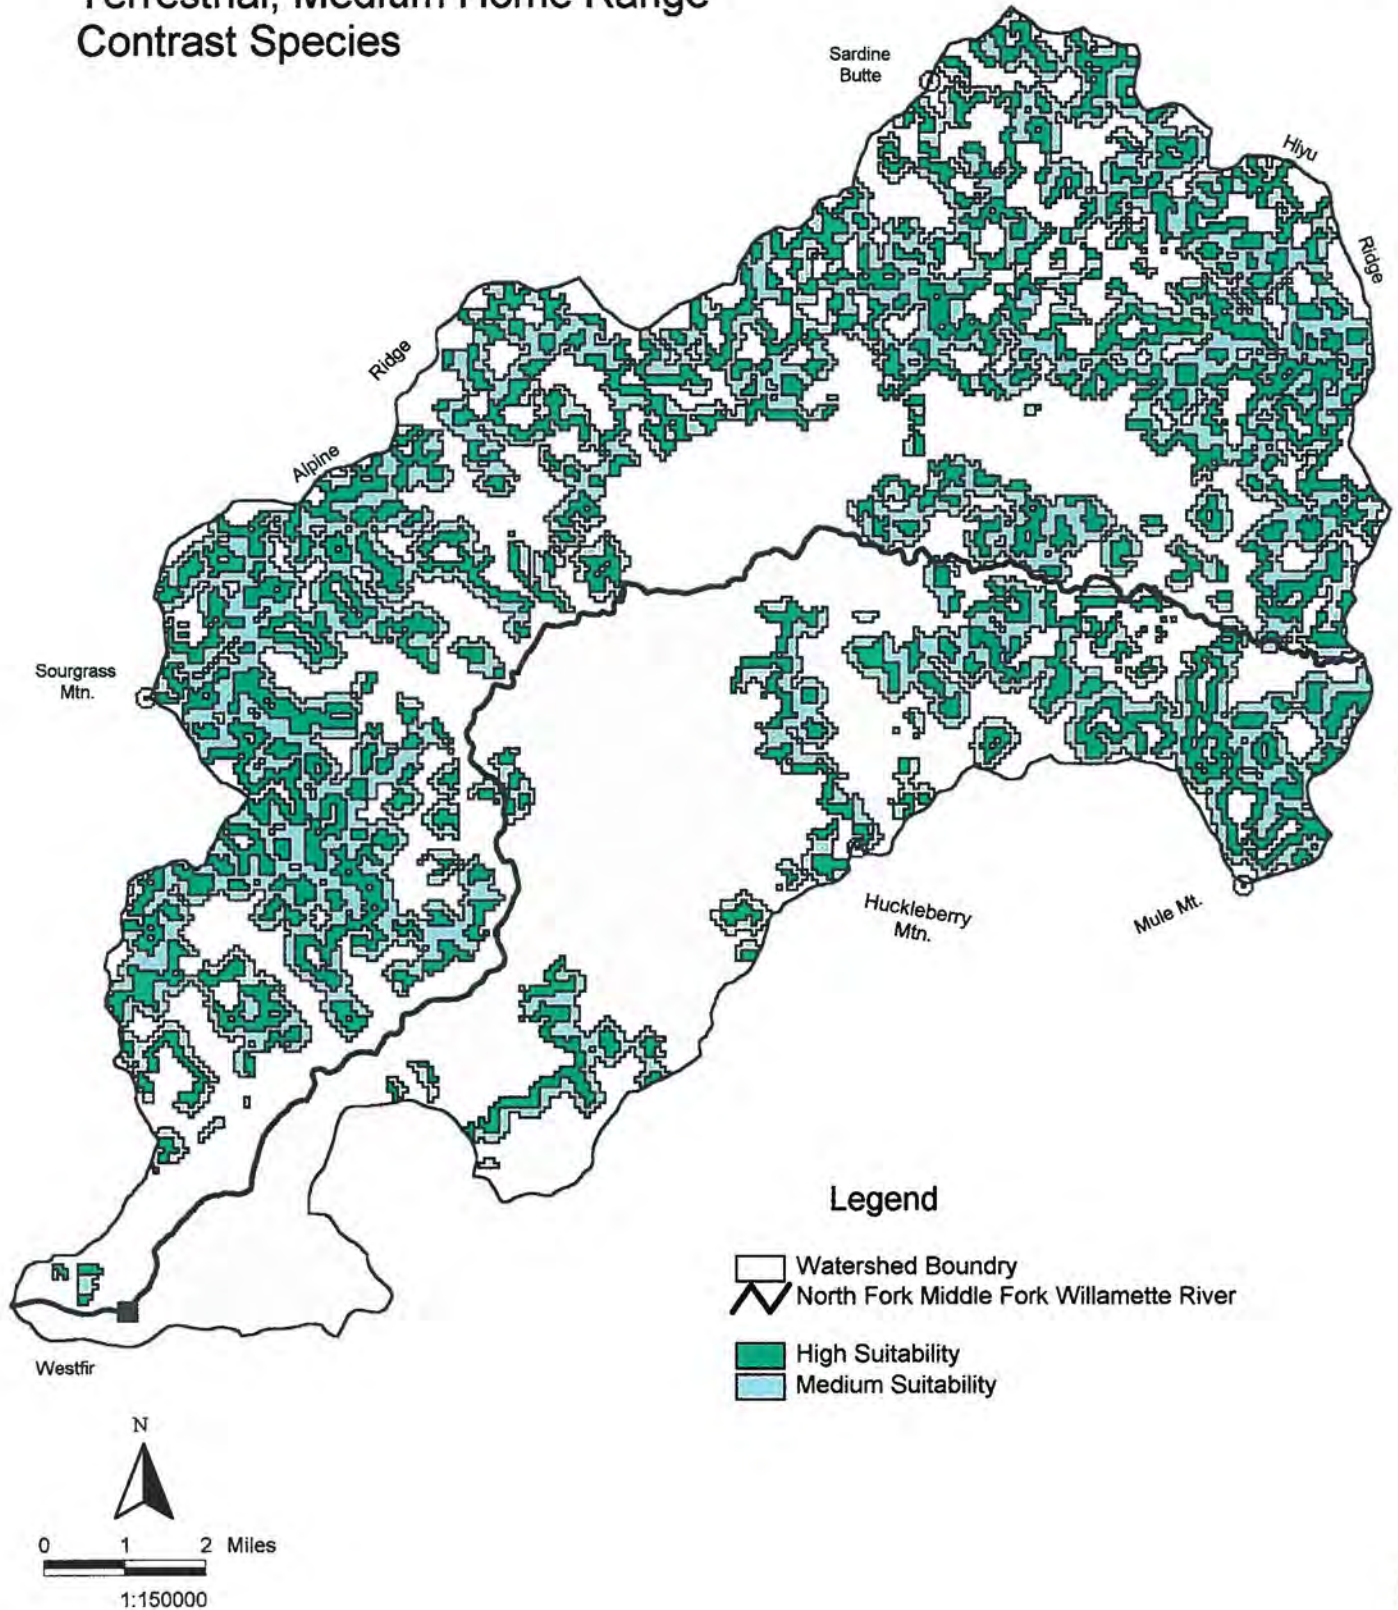 Terrestrial, Medium Home Range
Contrast Species
Sardine
Butte
Hiyu
Ridge
Ridge
Alpine
Sourgrass
Mtn.
Huckleberry
Mtn.
Mule Mt.
Legend
Watershed Boundry
North Fork Middle Fork Willamette River
High Suitability
Medium Suitability
Westfir
N
0 1 2 Miles
1:150000